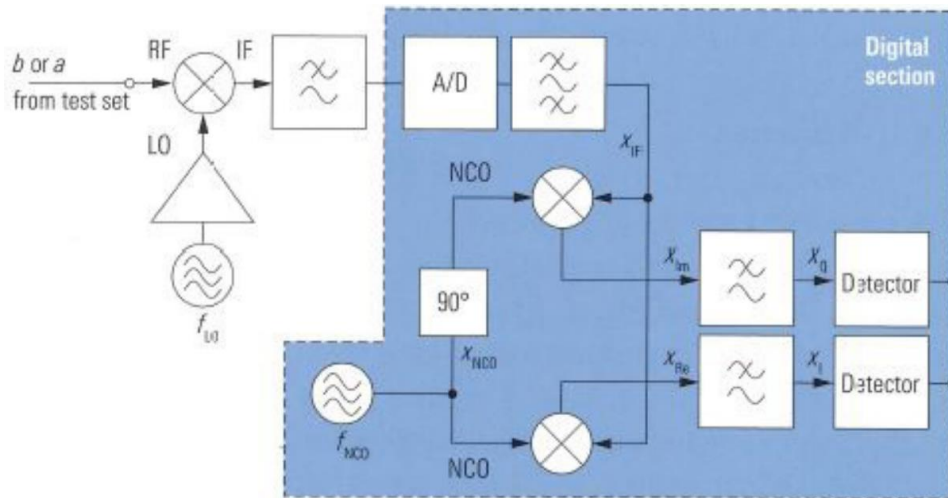 b or a
from test set
RF
IF
LO
f_LO
A/D
Digital
section
X_IF
NCO
90°
X_NCO
f_NCO
NCO
X_Im
X_Q
Detector
X_Re
X_I
Detector